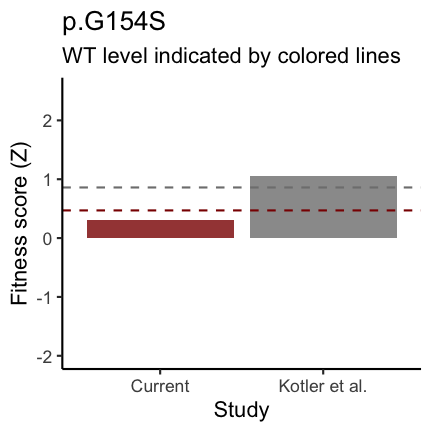 p.G154S
WT level indicated by colored lines
Fitness score (Z)
2
1
0
-1
-2
Current
Kotler et al.
Study